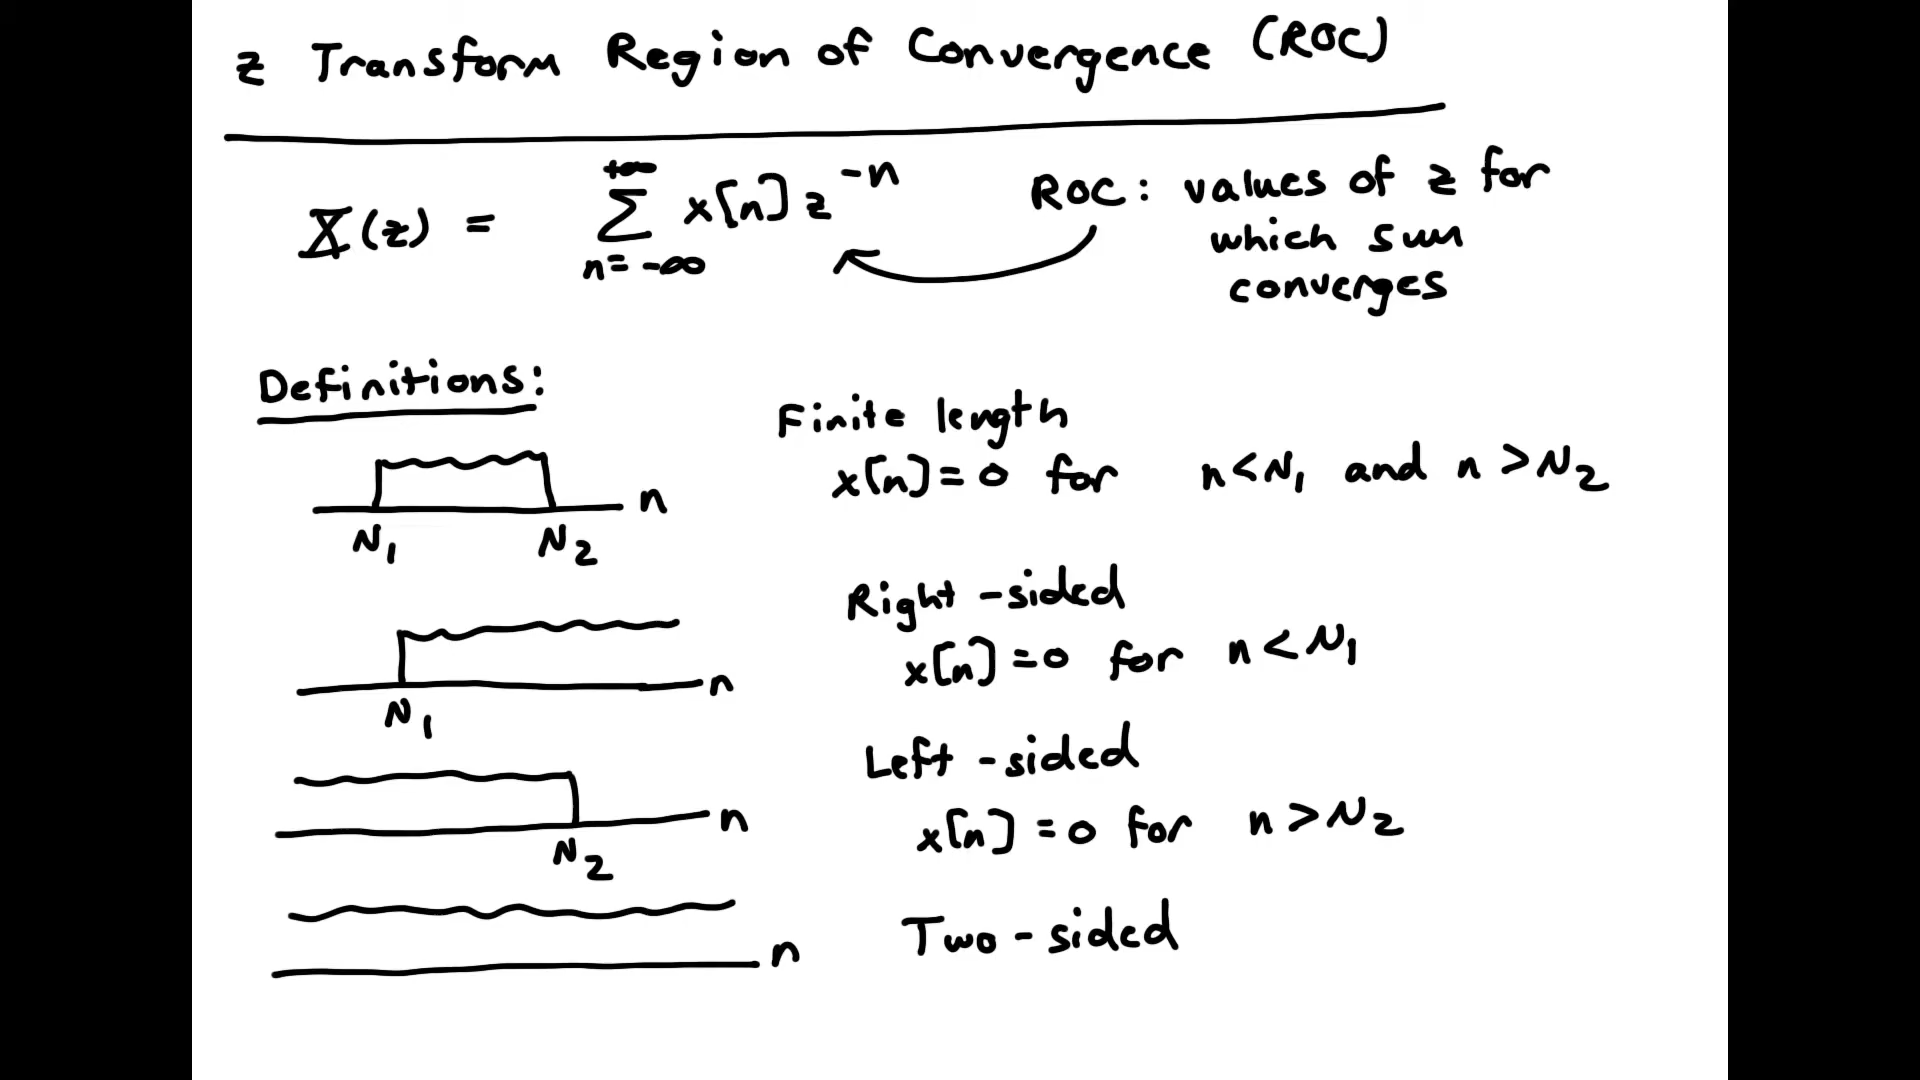 z Transform Region of Convergence (ROC)
X(z) = +∞ Σ n=-∞ x[n] z^-n
ROC: values of z for
which sum
converges
Definitions:
Finite length
x[n]=0 for n<N1 and n>N2
n
N1 N2
Right-sided
x[n]=0 for n<N1
n
N1
Left-sided
x[n]=0 for n>N2
n
N2
Two-sided
n